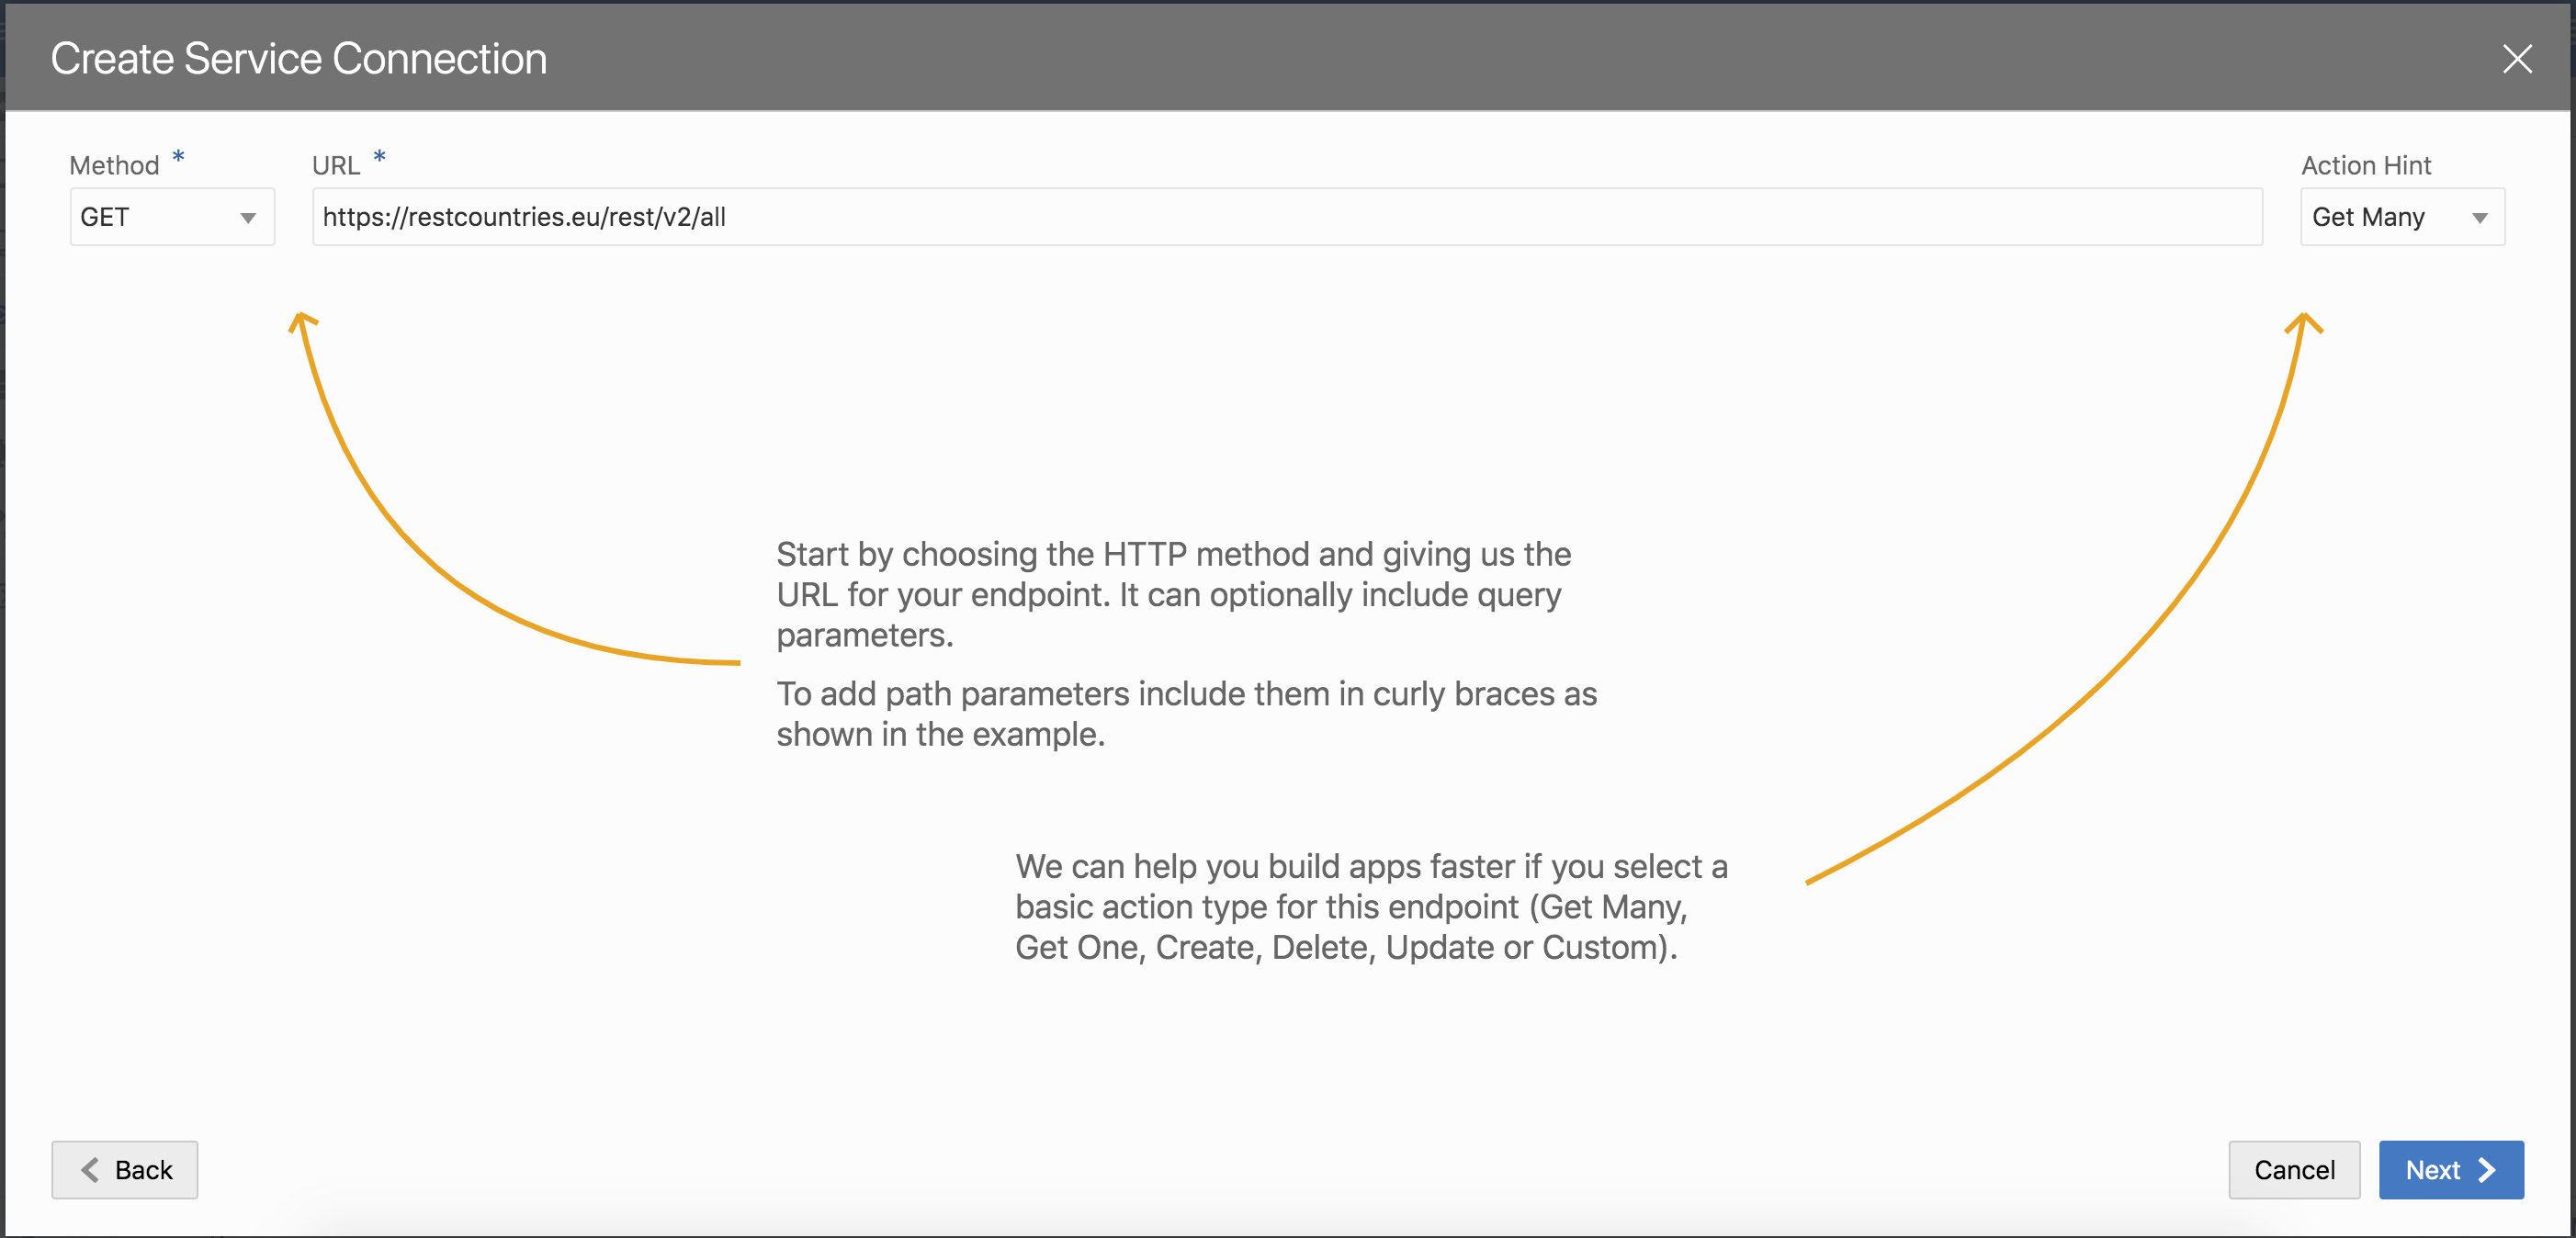 Create Service Connection
Method *
URL *
Action Hint
GET
https://restcountries.eu/rest/v2/all
Get Many
Start by choosing the HTTP method and giving us the
URL for your endpoint. It can optionally include query
parameters.
To add path parameters include them in curly braces as
shown in the example.
We can help you build apps faster if you select a
basic action type for this endpoint (Get Many,
Get One, Create, Delete, Update or Custom).
Back
Cancel
Next